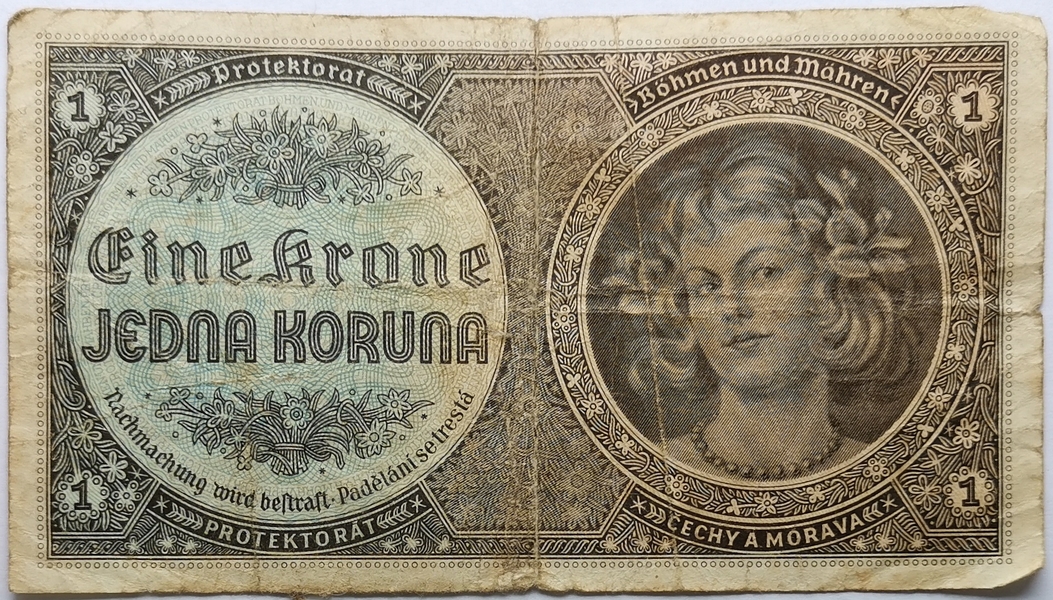 1
Protektorat
Böhmen und Mähren
1
Eine Krone
JEDNA KORUNA
Nachmachung wird bestraft · Padělání se trestá
1
PROTEKTORÁT
ČECHY A MORAVA
1